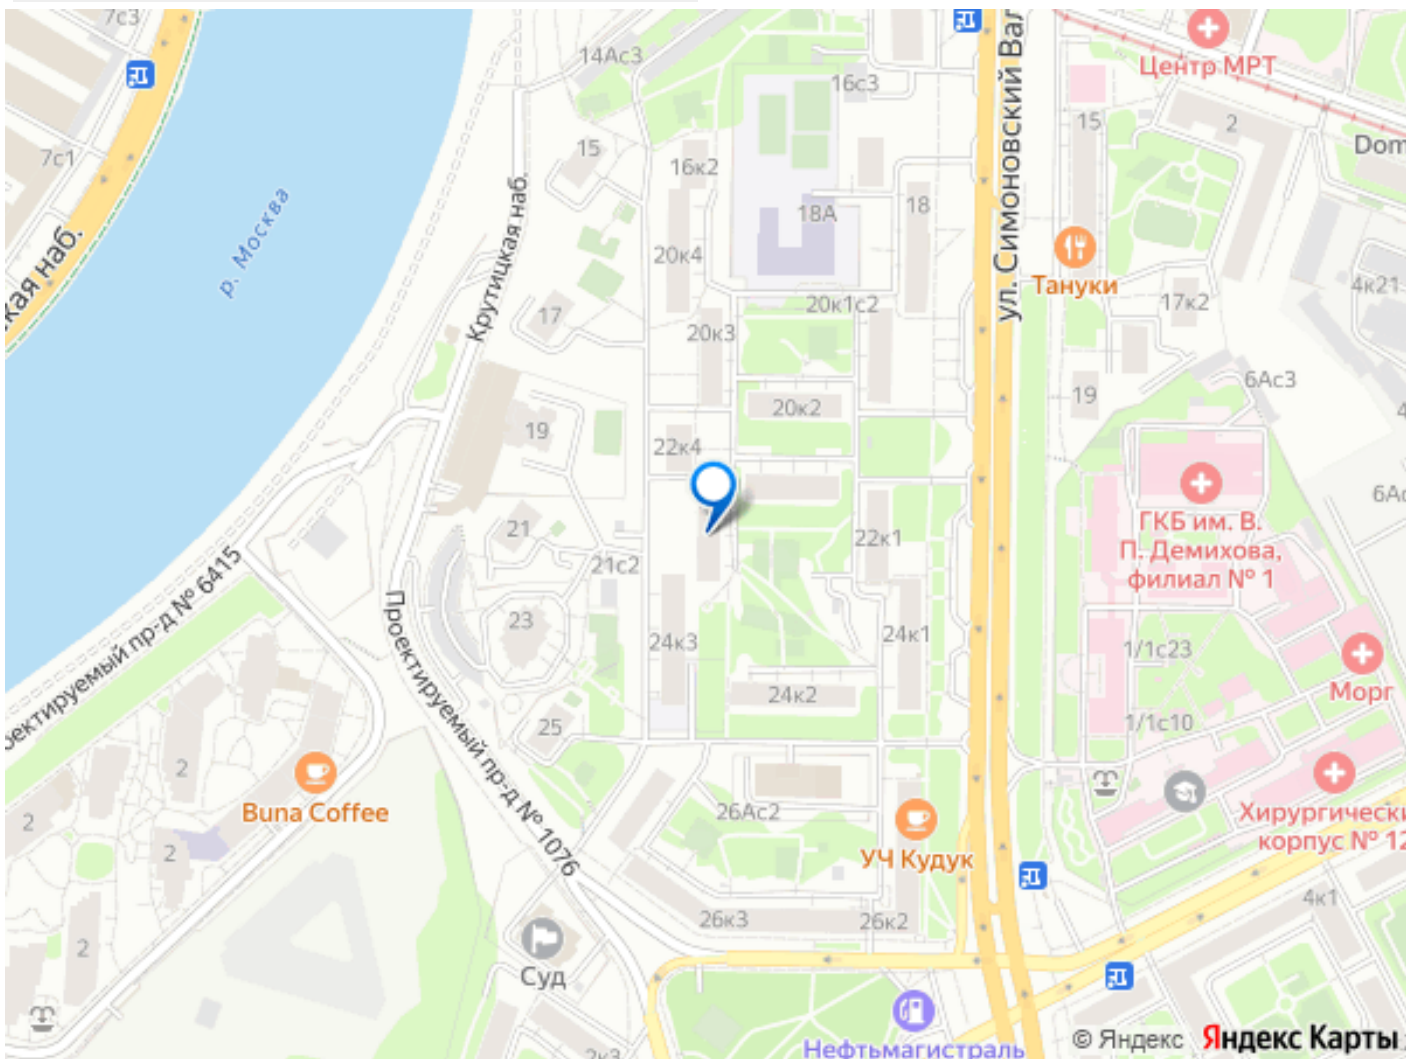 7с3
14Ас3
16с3
ул. Симоновский Вал
Центр МРТ
15
2
Dom
7с1
15
16к2
18А
18
р. Москва
кая наб.
Крутицкая наб.
20к4
Тануки
17к2
4к21
17
20к1с2
20к3
6Ас3
19
20к2
19
22к4
ГКБ им. В.
П. Демихова,
филиал № 1
21
22к1
21с2
ектируемый пр-д № 6415
Проектируемый пр-д № 1076
23
24к3
24к1
1/1с23
Морг
24к2
1/1с10
25
2
Buna Coffee
2
2
2
26Ас2
УЧ Кудук
Хирургически
корпус № 12
26к3
26к2
4к1
Суд
Нефтьмагистраль
2к3
© Яндекс Яндекс Карты